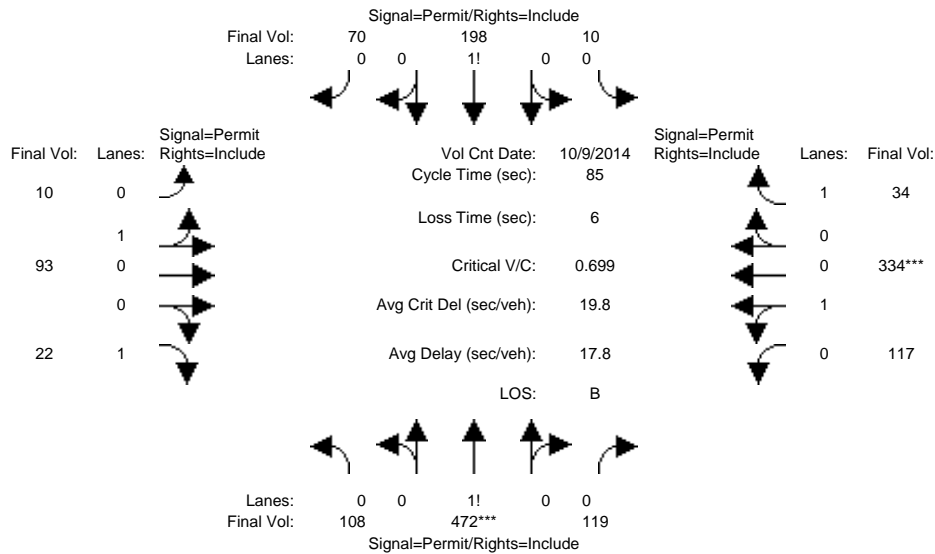 Signal=Permit/Rights=Include
Final Vol: 70 198 10
Lanes: 0 0 1! 0 0
Signal=Permit Signal=Permit
Final Vol: Lanes: Rights=Include Vol Cnt Date: 10/9/2014 Rights=Include Lanes: Final Vol:
Cycle Time (sec): 85
10 0 1 34
Loss Time (sec): 6
1 0
93 0 Critical V/C: 0.699 0 334***
0 Avg Crit Del (sec/veh): 19.8 1
22 1 Avg Delay (sec/veh): 17.8 0 117
LOS: B
Lanes: 0 0 1! 0 0
Final Vol: 108 472*** 119
Signal=Permit/Rights=Include